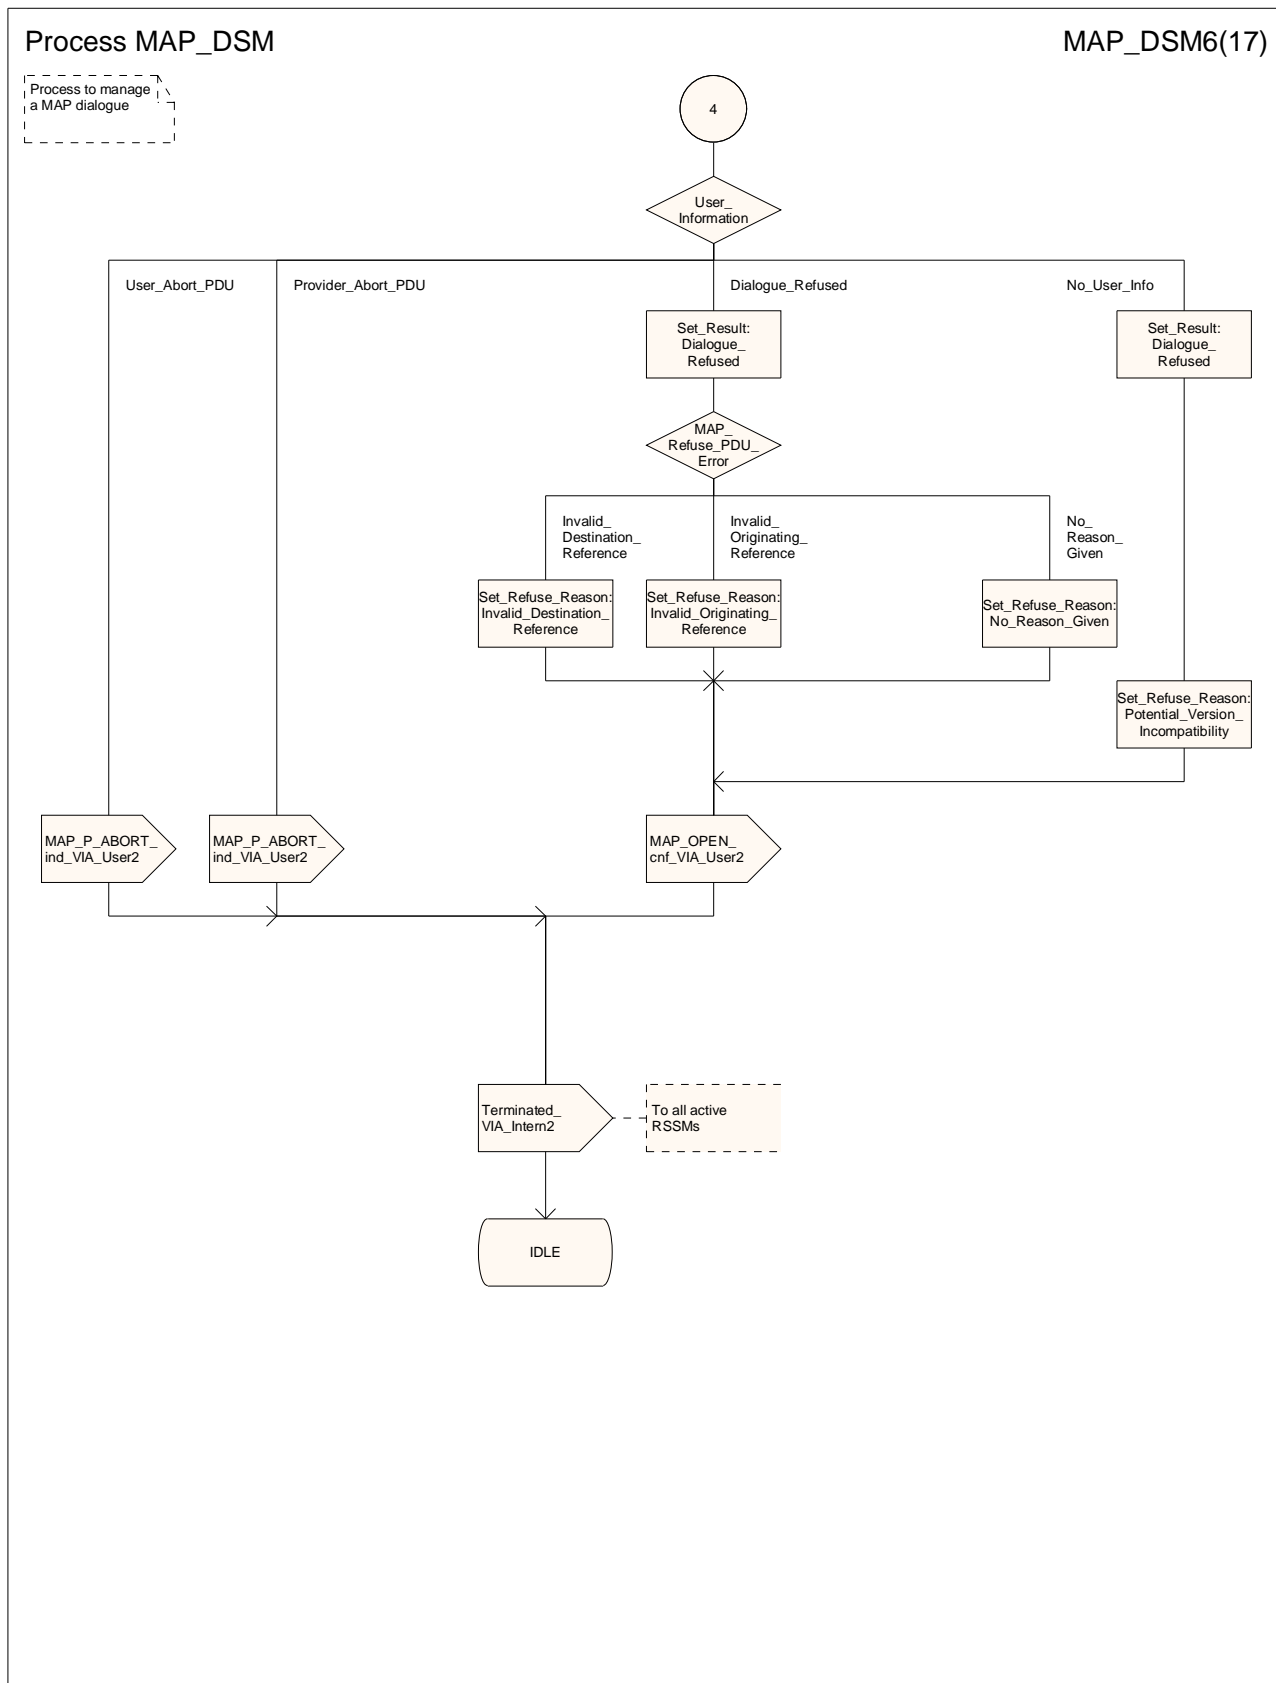 Process MAP_DSM
MAP_DSM6(17)
Process to manage
a MAP dialogue
4
User_
Information
User_Abort_PDU
Provider_Abort_PDU
Dialogue_Refused
No_User_Info
Set_Result:
Dialogue_
Refused
Set_Result:
Dialogue_
Refused
MAP_
Refuse_PDU_
Error
Invalid_
Destination_
Reference
Invalid_
Originating_
Reference
No_
Reason_
Given
Set_Refuse_Reason:
Invalid_Destination_
Reference
Set_Refuse_Reason:
Invalid_Originating_
Reference
Set_Refuse_Reason:
No_Reason_Given
Set_Refuse_Reason:
Potential_Version_
Incompatibility
MAP_P_ABORT_
ind_VIA_User2
MAP_P_ABORT_
ind_VIA_User2
MAP_OPEN_
cnf_VIA_User2
Terminated_
VIA_Intern2
To all active
RSSMs
IDLE